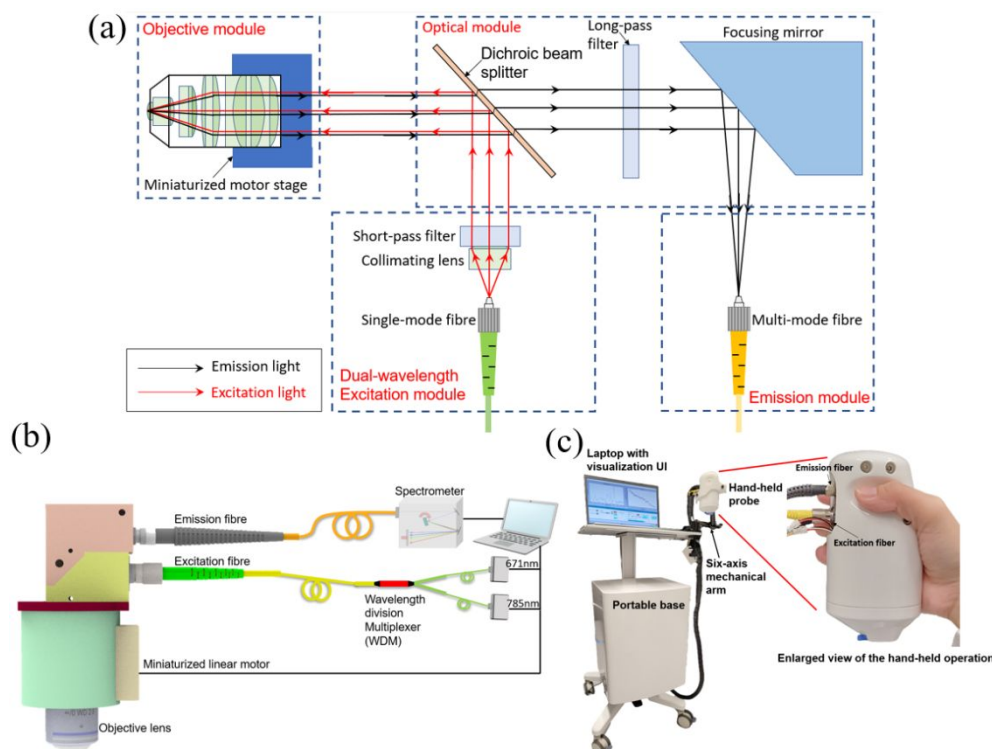 (a)
Objective module
Miniaturized motor stage
Optical module
Dichroic beam
splitter
Long-pass
filter
Focusing mirror
Short-pass filter
Collimating lens
Single-mode fibre
Dual-wavelength
Excitation module
Multi-mode fibre
Emission module
Emission light
Excitation light
(b)
Emission fibre
Spectrometer
Excitation fibre
671nm
785nm
Wavelength
division
Multiplexer
(WDM)
Miniaturized linear motor
Objective lens
(c)
Laptop with
visualization UI
Hand-held
probe
Six-axis
mechanical
arm
Portable base
Emission fiber
Excitation fiber
Enlarged view of the hand-held operation